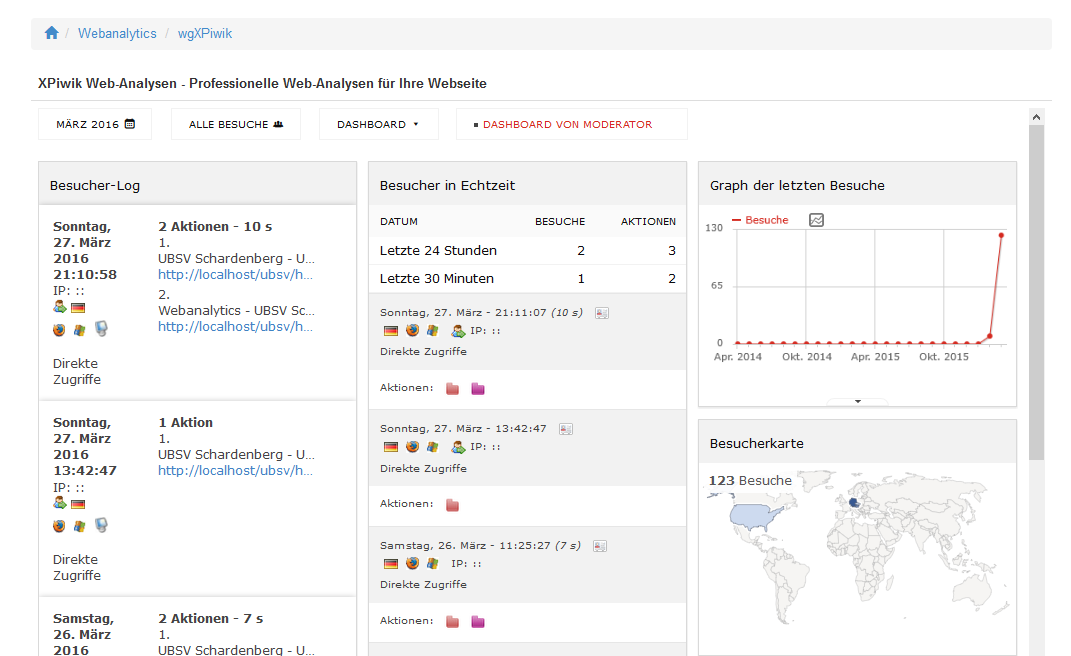 / Webanalytics / wgXPiwik
XPiwik Web-Analysen - Professionelle Web-Analysen für Ihre Webseite
MÄRZ 2016
ALLE BESUCHE
DASHBOARD
DASHBOARD VON MODERATOR
Besucher-Log
Sonntag,
27. März
2016
21:10:58
IP: ::
Direkte
Zugriffe
2 Aktionen - 10 s
1.
UBSV Schardenberg - U...
http://localhost/ubsv/h...
2.
Webanalytics - UBSV Sc...
http://localhost/ubsv/h...
Sonntag,
27. März
2016
13:42:47
IP: ::
Direkte
Zugriffe
1 Aktion
1.
UBSV Schardenberg - U...
http://localhost/ubsv/h...
Samstag,
26. März
2016
2 Aktionen - 7 s
1.
UBSV Schardenberg - U...
Besucher in Echtzeit
DATUM BESUCHE AKTIONEN
Letzte 24 Stunden 2 3
Letzte 30 Minuten 1 2
Sonntag, 27. März - 21:11:07 (10 s)
IP: ::
Direkte Zugriffe
Aktionen:
Sonntag, 27. März - 13:42:47
IP: ::
Direkte Zugriffe
Aktionen:
Samstag, 26. März - 11:25:27 (7 s)
IP: ::
Direkte Zugriffe
Aktionen:
Graph der letzten Besuche
Besuche
130
65
0
Apr. 2014 Okt. 2014 Apr. 2015 Okt. 2015
Besucherkarte
123 Besuche